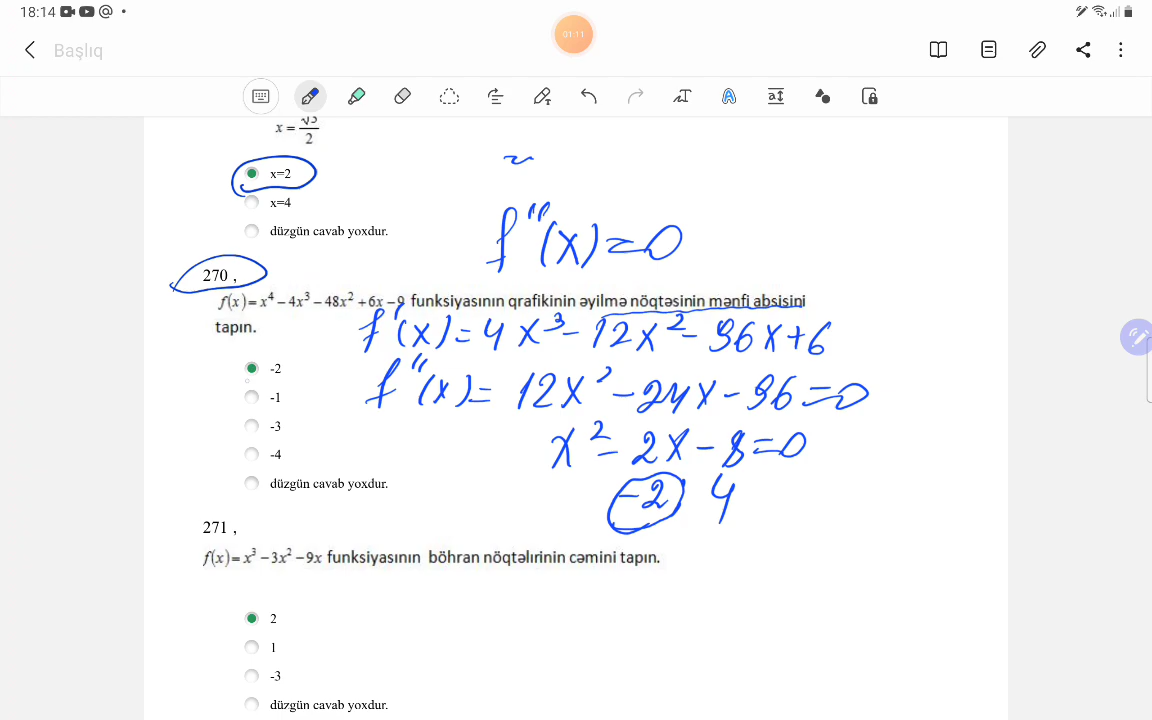 18:14
01:11
Başlıq
x = √3/2
x=2
x=4
düzgün cavab yoxdur.
f''(x)=0
270 ,
f(x)= x⁴ – 4x³ – 48x² +6x –9 funksiyasının qrafikinin əyilmə nöqtəsinin mənfi absisini
tapın.
f'(x)= 4x³ – 12x² – 96x+6
-2
f''(x)= 12x² – 24x – 96=0
-1
-3
x² – 2x – 8=0
-4
-2 4
düzgün cavab yoxdur.
271 ,
f(x)= x³ –3x² –9x funksiyasının böhran nöqtəlırinin cəmini tapın.
2
1
-3
düzgün cavab yoxdur.